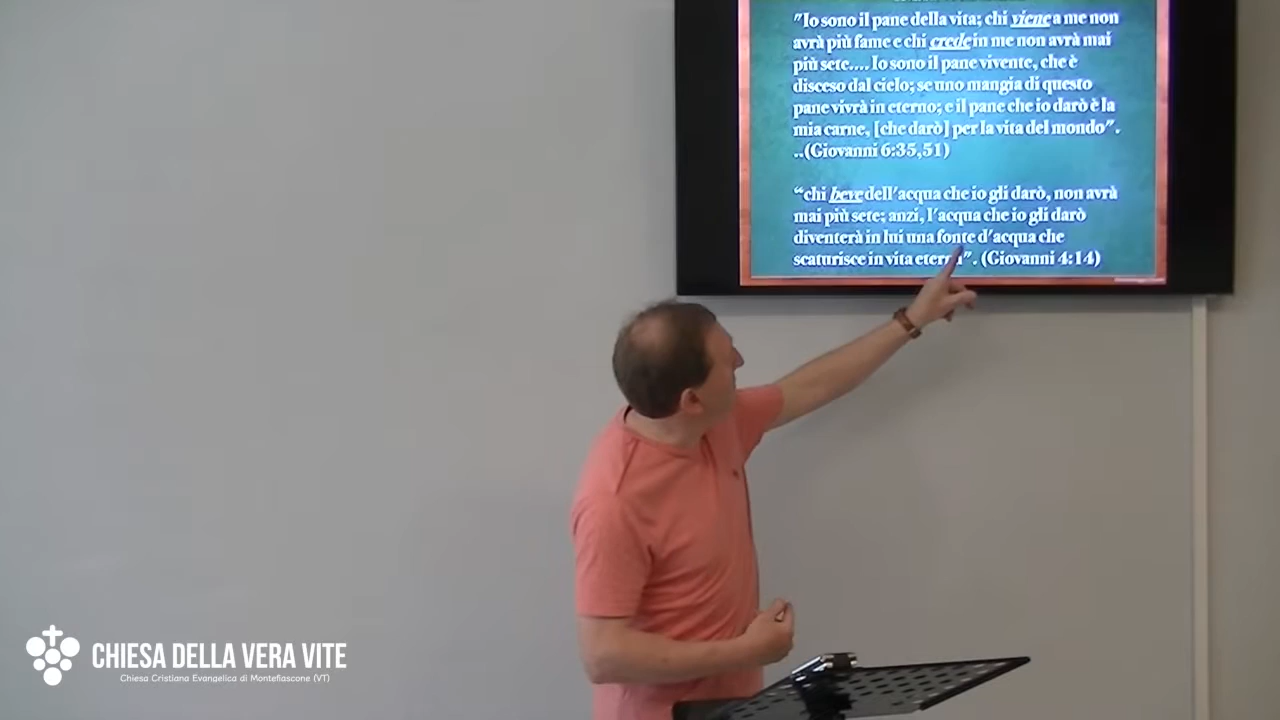 "Io sono il pane della vita; chi viene a me non
avrà più fame e chi crede in me non avrà mai
più sete.... Io sono il pane vivente, che è
disceso dal cielo; se uno mangia di questo
pane vivrà in eterno; e il pane che io darò è la
mia carne, [che darò] per la vita del mondo".
..(Giovanni 6:35,51)
“chi beve dell'acqua che io gli darò, non avrà
mai più sete; anzi, l'acqua che io gli darò
diventerà in lui una fonte d'acqua che
scaturisce in vita eterna". (Giovanni 4:14)
CHIESA DELLA VERA VITE
Chiesa Cristiana Evangelica di Montefiascone (VT)